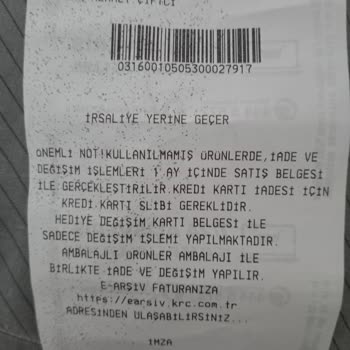 03160010505300027917
İRSALİYE YERİNE GEÇER
ÖNEMLİ NOT!KULLANILMAMIŞ ÜRÜNLERDE,İADE VE
DEĞİŞİM İŞLEMLERİ 1 AY İÇİNDE SATIŞ BELGESİ
İLE GERÇEKLEŞTİRİLİR.KREDİ KARTI İADESİ İÇİN
KREDİ KARTI SLİBİ GEREKLİDİR.
HEDİYE DEĞİŞİM KARTI BELGESİ İLE
SADECE DEĞİŞİM İŞLEMİ YAPILMAKTADIR.
AMBALAJLI ÜRÜNLER AMBALAJI İLE
BİRLİKTE İADE VE DEĞİŞİM YAPILIR.
E-ARŞİV FATURANIZA
https://earsiv.krc.com.tr
ADRESİNDEN ULAŞABİLİRSİNİZ...
İMZA